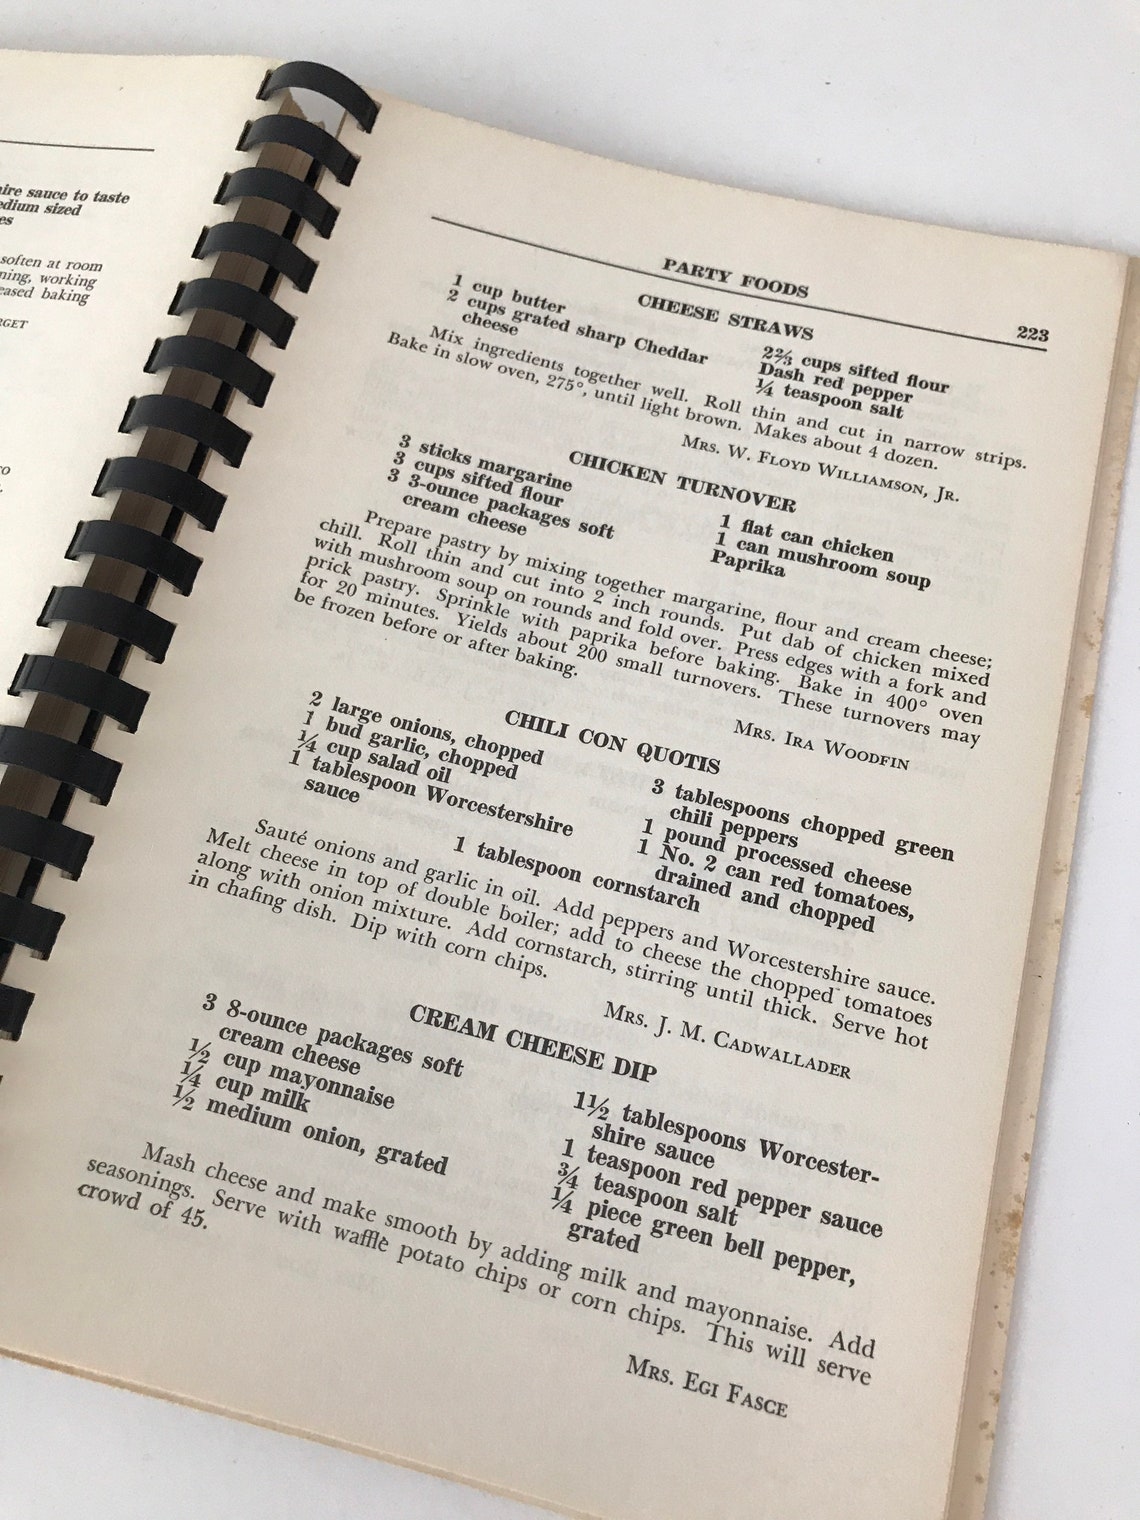 ire sauce to taste
edium sized
es
soften at room
ning, working
eased baking
RGET
PARTY FOODS
223
CHEESE STRAWS
1 cup butter
2 cups grated sharp Cheddar
cheese
2⅔ cups sifted flour
Dash red pepper
¼ teaspoon salt
Mix ingredients together well. Roll thin and cut in narrow strips.
Bake in slow oven, 275°, until light brown. Makes about 4 dozen.
MRS. W. FLOYD WILLIAMSON, JR.
CHICKEN TURNOVER
3 sticks margarine
3 cups sifted flour
3 3-ounce packages soft
cream cheese
1 flat can chicken
1 can mushroom soup
Paprika
Prepare pastry by mixing together margarine, flour and cream cheese;
chill. Roll thin and cut into 2 inch rounds. Put dab of chicken mixed
with mushroom soup on rounds and fold over. Press edges with a fork and
prick pastry. Sprinkle with paprika before baking. Bake in 400° oven
for 20 minutes. Yields about 200 small turnovers. These turnovers may
be frozen before or after baking.
MRS. IRA WOODFIN
CHILI CON QUOTIS
2 large onions, chopped
1 bud garlic, chopped
¼ cup salad oil
1 tablespoon Worcestershire
sauce
3 tablespoons chopped green
chili peppers
1 pound processed cheese
1 No. 2 can red tomatoes,
drained and chopped
1 tablespoon cornstarch
Sauté onions and garlic in oil. Add peppers and Worcestershire sauce.
Melt cheese in top of double boiler; add to cheese the chopped tomatoes
along with onion mixture. Add cornstarch, stirring until thick. Serve hot
in chafing dish. Dip with corn chips.
MRS. J. M. CADWALLADER
CREAM CHEESE DIP
3 8-ounce packages soft
cream cheese
½ cup mayonnaise
¼ cup milk
½ medium onion, grated
1½ tablespoons Worcester-
shire sauce
1 teaspoon red pepper sauce
¾ teaspoon salt
¼ piece green bell pepper,
grated
Mash cheese and make smooth by adding milk and mayonnaise. Add
seasonings. Serve with waffle potato chips or corn chips. This will serve
crowd of 45.
MRS. EGI FASCE